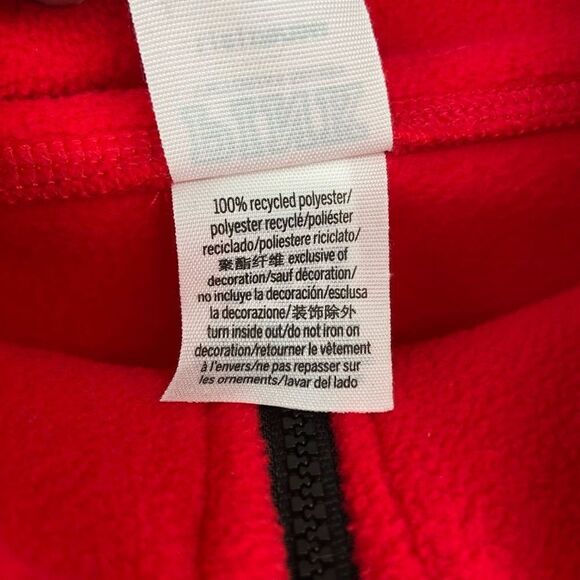 100% recycled polyester/
polyester recyclé/poliéster
reciclado/poliestere riciclato/
聚酯纤维 exclusive of
decoration/sauf décoration/
no incluye la decoración/esclusa
la decorazione/装饰除外
turn inside out/do not iron on
decoration/retourner le vêtement
à l'envers/ne pas repasser sur
les ornements/lavar del lado